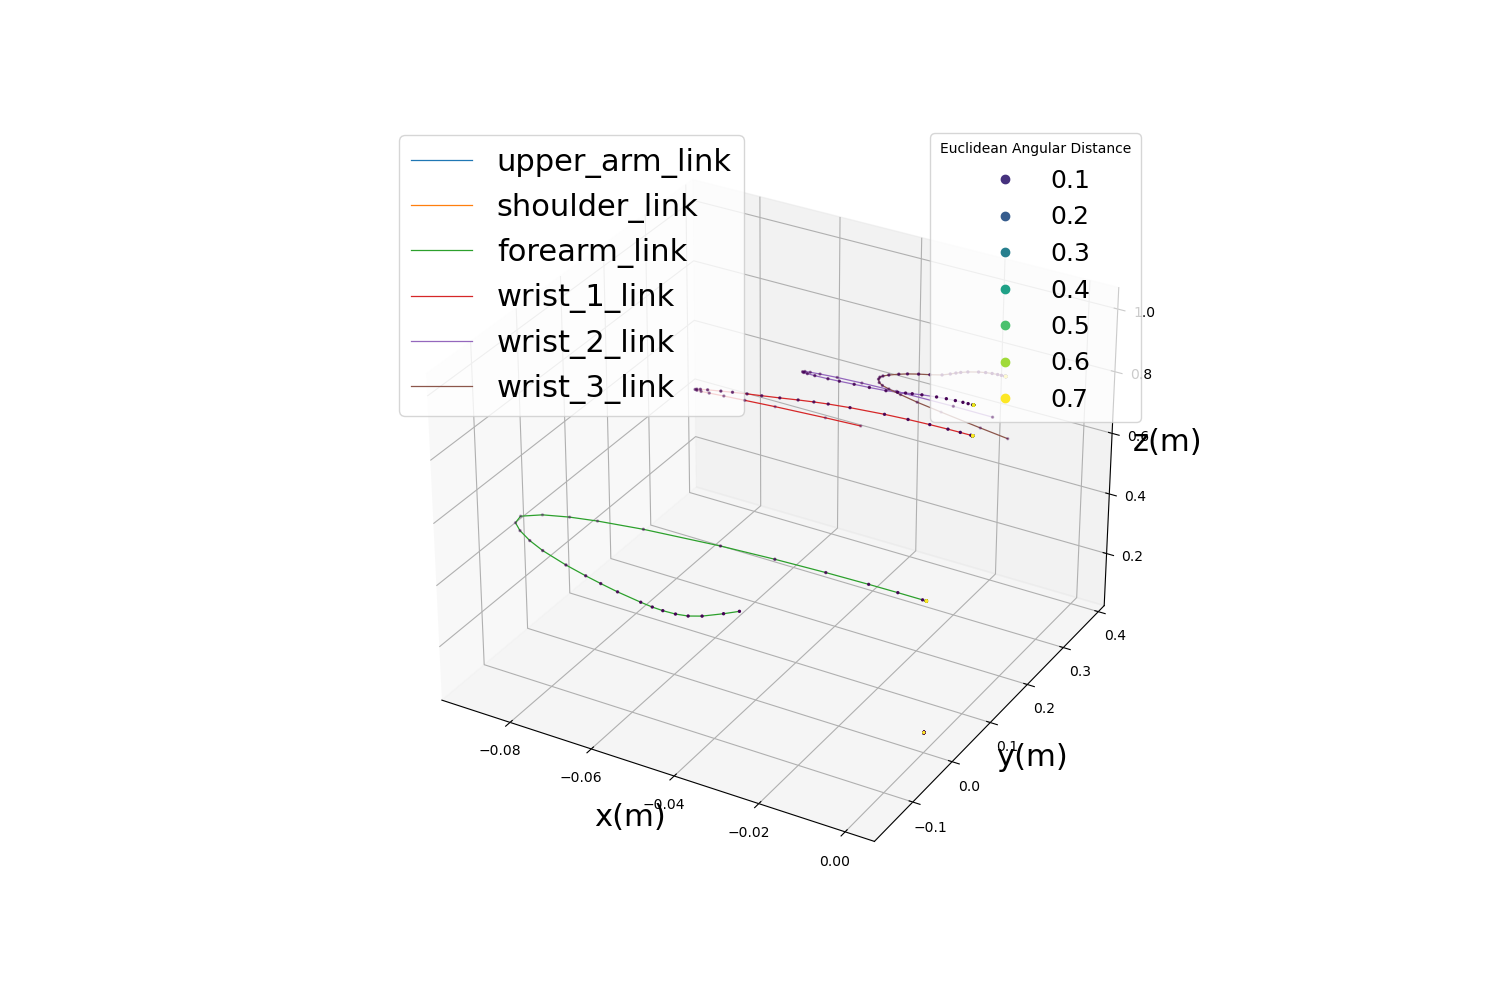 upper_arm_link
shoulder_link
forearm_link
wrist_1_link
wrist_2_link
wrist_3_link
Euclidean Angular Distance
0.1
0.2
0.3
0.4
0.5
0.6
0.7
1.0
0.8
0.6
z(m)
0.4
0.2
0.4
0.3
0.2
0.1
y(m)
0.0
−0.1
−0.08
−0.06
−0.04
x(m)
−0.02
0.00